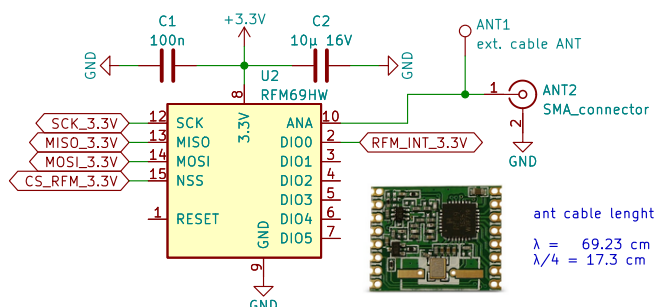 C1
100n
+3.3V
C2
10µ 16V
GND
GND
ANT1
ext. cable ANT
U2
RFM69HW
8
3.3V
ANT2
SMA_connector
1
2
GND
SCK_3.3V
12
SCK
ANA
10
MISO_3.3V
13
MISO
DIO0
2
RFM_INT_3.3V
MOSI_3.3V
14
MOSI
DIO1
3
CS_RFM_3.3V
15
NSS
DIO2
4
DIO3
5
1
RESET
DIO4
6
DIO5
7
GND
9
GND
ant cable lenght
λ = 69.23 cm
λ/4 = 17.3 cm